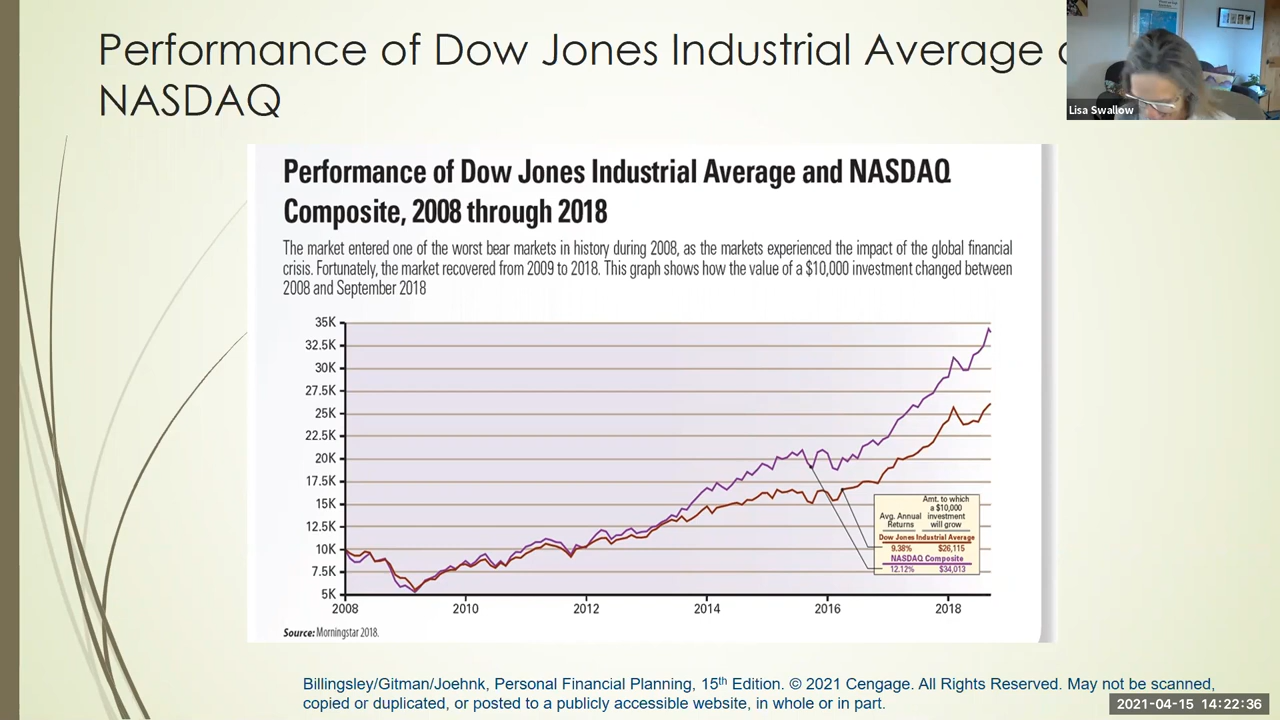 Performance of Dow Jones Industrial Average
NASDAQ
Lisa Swallow
Performance of Dow Jones Industrial Average and NASDAQ
Composite, 2008 through 2018
The market entered one of the worst bear markets in history during 2008, as the markets experienced the impact of the global financial
crisis. Fortunately, the market recovered from 2009 to 2018. This graph shows how the value of a $10,000 investment changed between
2008 and September 2018
35K
32.5K
30K
27.5K
25K
22.5K
20K
17.5K
15K
12.5K
10K
7.5K
5K
2008 2010 2012 2014 2016 2018
Avg. Annual
Returns
Amt. to which
a $10,000
investment
will grow
Dow Jones Industrial Average
9.38% $26,115
NASDAQ Composite
12.12% $34,013
Source: Morningstar 2018.
Billingsley/Gitman/Joehnk, Personal Financial Planning, 15th Edition. © 2021 Cengage. All Rights Reserved. May not be scanned,
copied or duplicated, or posted to a publicly accessible website, in whole or in part.
2021-04-15 14:22:36